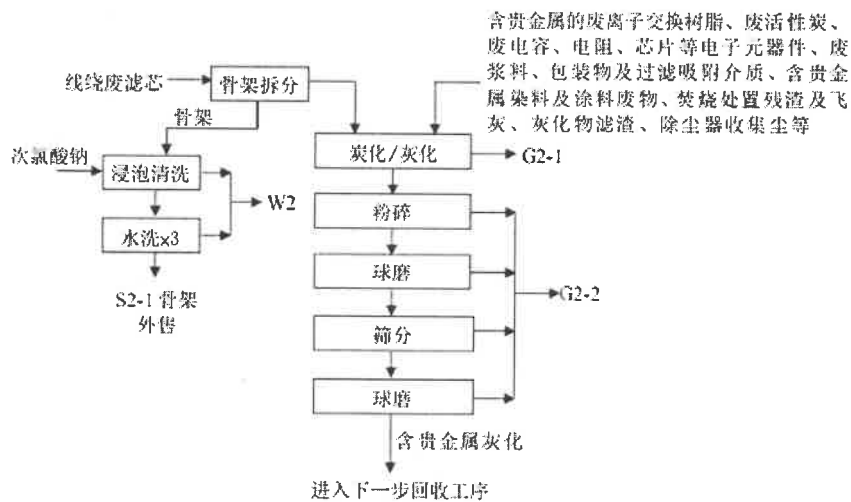 含贵金属的废离子交换树脂、废活性炭、
废电容、电阻、芯片等电子元器件、废
浆料、包装物及过滤吸附介质、含贵金
属染料及涂料废物、焚烧处置残渣及飞
灰、灰化物滤渣、除尘器收集尘等
线绕废滤芯
骨架拆分
骨架
次氯酸钠
浸泡清洗
W2
水洗x3
S2-1骨架
外售
炭化/灰化
G2-1
粉碎
球磨
G2-2
筛分
球磨
含贵金属灰化
进入下一步回收工序